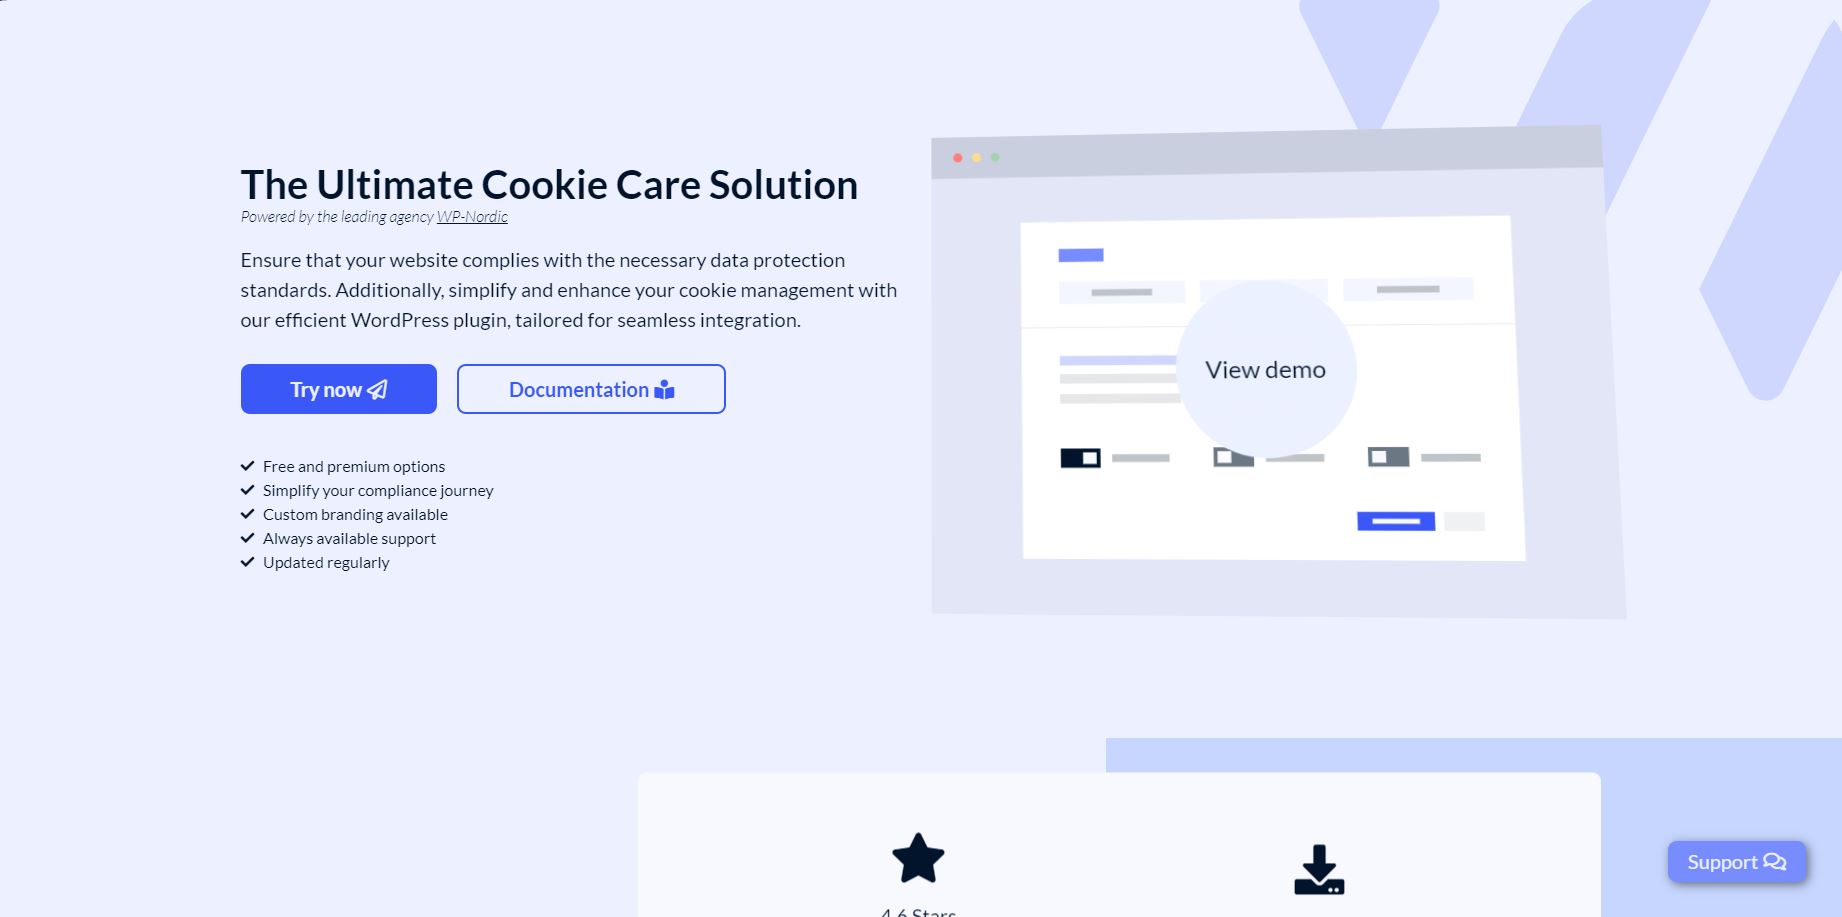 The Ultimate Cookie Care Solution
Powered by the leading agency WP-Nordic
Ensure that your website complies with the necessary data protection
standards. Additionally, simplify and enhance your cookie management with
our efficient WordPress plugin, tailored for seamless integration.
Try now
Documentation
Free and premium options
Simplify your compliance journey
Custom branding available
Always available support
Updated regularly
View demo
4.6 Stars
Support